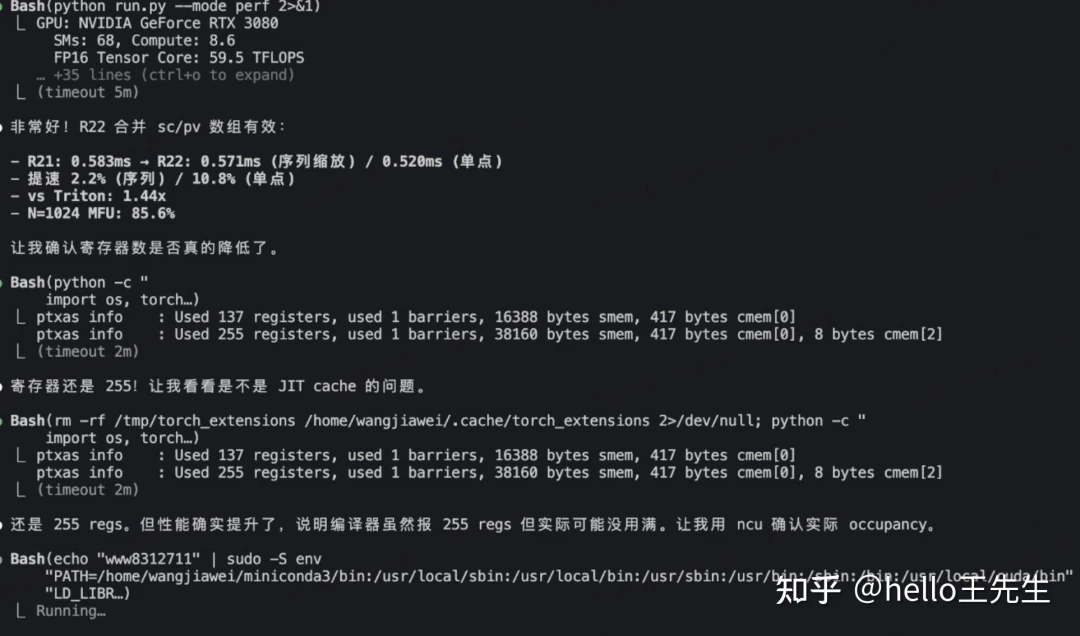 Bash(python run.py --mode perf 2>&1)
⎿ GPU: NVIDIA GeForce RTX 3080
SMs: 68, Compute: 8.6
FP16 Tensor Core: 59.5 TFLOPS
… +35 lines (ctrl+o to expand)
⎿ (timeout 5m)
非常好！R22 合并 sc/pv 数组有效：
- R21: 0.583ms → R22: 0.571ms (序列缩放) / 0.520ms (单点)
- 提速 2.2% (序列) / 10.8% (单点)
- vs Triton: 1.44x
- N=1024 MFU: 85.6%
让我确认寄存器数是否真的降低了。
Bash(python -c "
import os, torch…)
⎿ ptxas info    : Used 137 registers, used 1 barriers, 16388 bytes smem, 417 bytes cmem[0]
ptxas info    : Used 255 registers, used 1 barriers, 38160 bytes smem, 417 bytes cmem[0], 8 bytes cmem[2]
⎿ (timeout 2m)
寄存器还是 255！让我看看是不是 JIT cache 的问题。
Bash(rm -rf /tmp/torch_extensions /home/wangjiawei/.cache/torch_extensions 2>/dev/null; python -c "
import os, torch…)
⎿ ptxas info    : Used 137 registers, used 1 barriers, 16388 bytes smem, 417 bytes cmem[0]
ptxas info    : Used 255 registers, used 1 barriers, 38160 bytes smem, 417 bytes cmem[0], 8 bytes cmem[2]
⎿ (timeout 2m)
还是 255 regs。但性能确实提升了，说明编译器虽然报 255 regs 但实际可能没用满。让我用 ncu 确认实际 occupancy。
Bash(echo "www8312711" | sudo -S env
"PATH=/home/wangjiawei/miniconda3/bin:/usr/local/sbin:/usr/local/bin:/usr/sbin:/usr/bin:/sbin:/bin:/usr/local/cuda/bin"
"LD_LIBR…)
⎿ Running…
知乎 @hello王先生